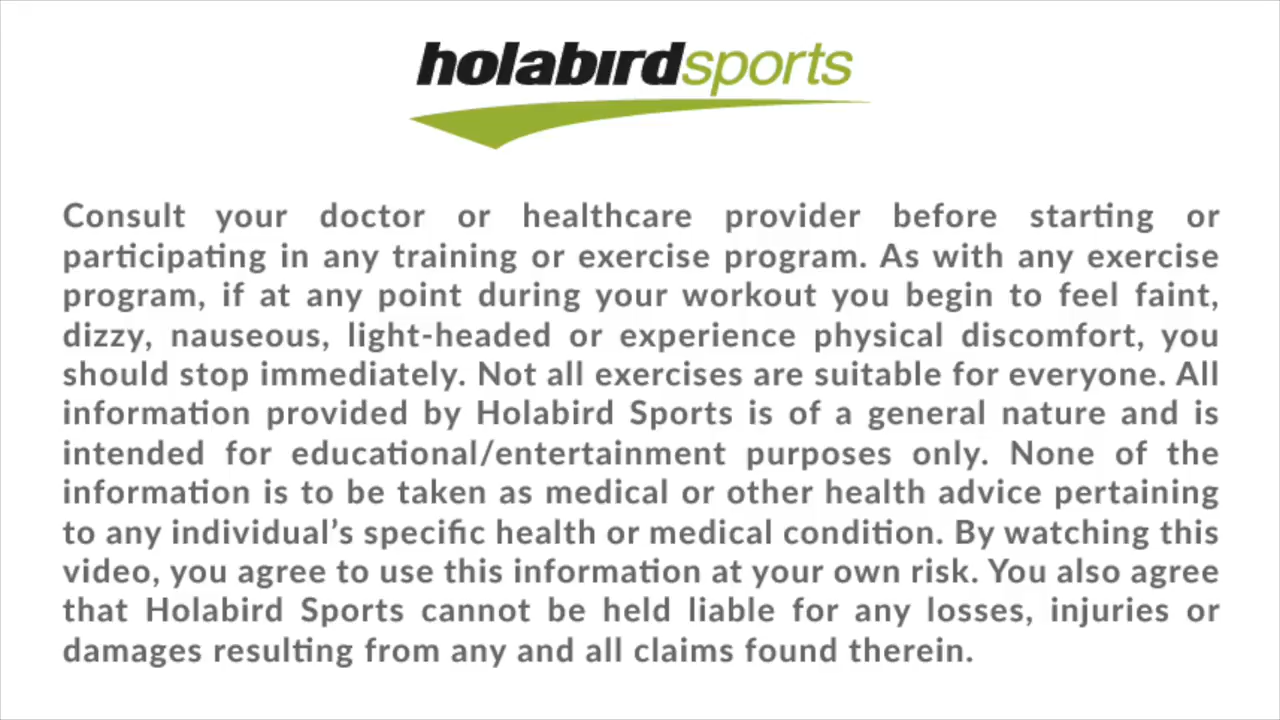 holabirdsports
Consult your doctor or healthcare provider before starting or
participating in any training or exercise program. As with any exercise
program, if at any point during your workout you begin to feel faint,
dizzy, nauseous, light-headed or experience physical discomfort, you
should stop immediately. Not all exercises are suitable for everyone. All
information provided by Holabird Sports is of a general nature and is
intended for educational/entertainment purposes only. None of the
information is to be taken as medical or other health advice pertaining
to any individual’s specific health or medical condition. By watching this
video, you agree to use this information at your own risk. You also agree
that Holabird Sports cannot be held liable for any losses, injuries or
damages resulting from any and all claims found therein.